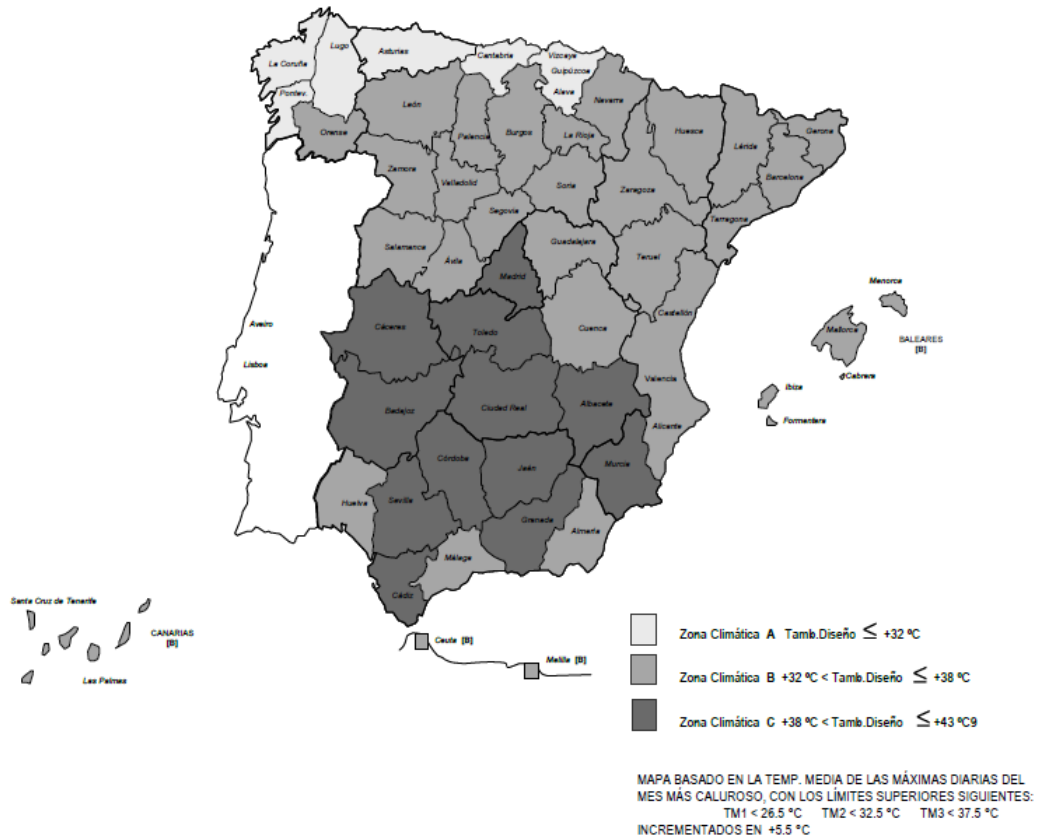 Lugo
Asturias
Cantabria
Vizcaya
La Coruña
Guipúzcoa
Alava
Pontev.
León
Navarra
Orense
Palencia
Burgos
La Rioja
Huesca
Lérida
Gerona
Zamora
Valladolid
Soria
Zaragoza
Barcelona
Segovia
Tarragona
Salamanca
Ávila
Guadalajara
Teruel
Madrid
Menorca
Castellón
Aveiro
Cáceres
Toledo
Cuenca
Mallorca
BALEARES
[B]
Lisboa
Valencia
Cabrera
Ibiza
Badajoz
Ciudad Real
Albacete
Alicante
Formentera
Córdoba
Jaén
Murcia
Huelva
Sevilla
Granada
Almería
Málaga
Cádiz
Santa Cruz de Tenerife
CANARIAS
[B]
Las Palmas
Ceuta [B]
Melilla [B]
Zona Climática A Tamb.Diseño ≤ +32 ºC
Zona Climática B +32 ºC < Tamb.Diseño ≤ +38 ºC
Zona Climática C +38 ºC < Tamb.Diseño ≤ +43 ºC9
MAPA BASADO EN LA TEMP. MEDIA DE LAS MÁXIMAS DIARIAS DEL
MES MÁS CALUROSO, CON LOS LÍMITES SUPERIORES SIGUIENTES:
TM1 < 26.5 ºC TM2 < 32.5 ºC TM3 < 37.5 ºC
INCREMENTADOS EN +5.5 ºC